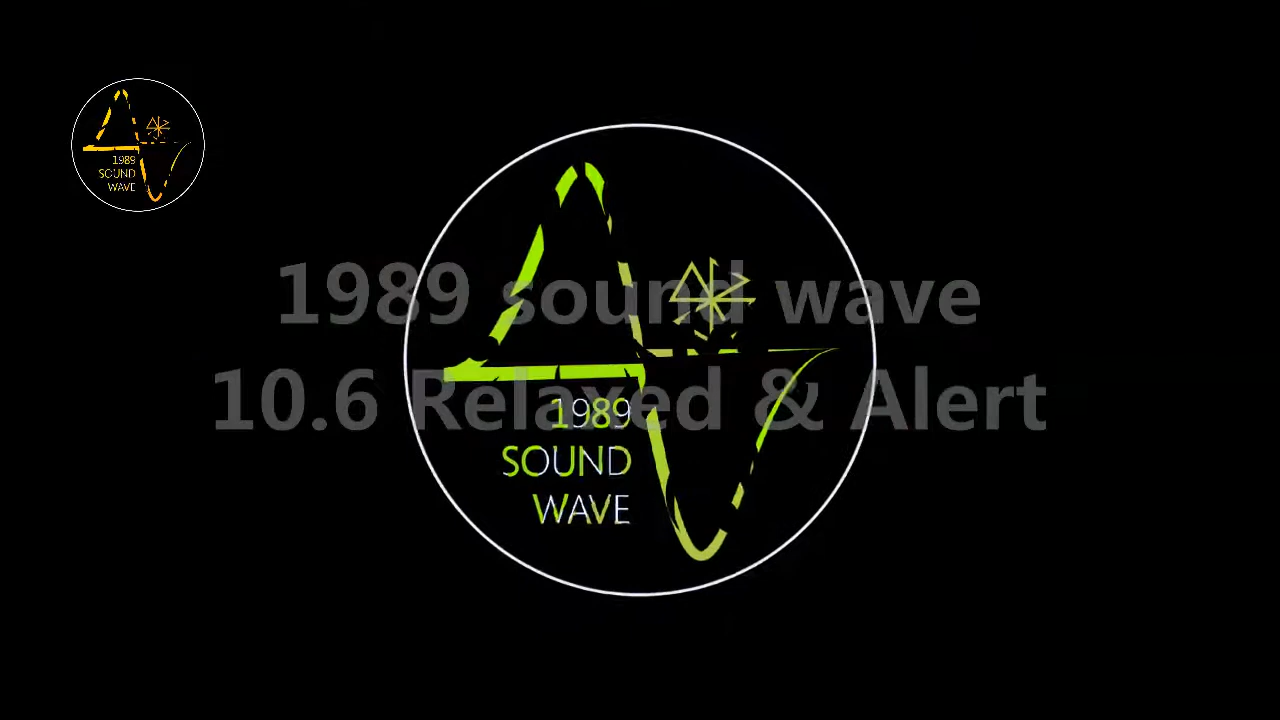 1989
SOUND
WAVE
1989 sound wave
10.6 Relaxed & Alert
1989
SOUND
WAVE